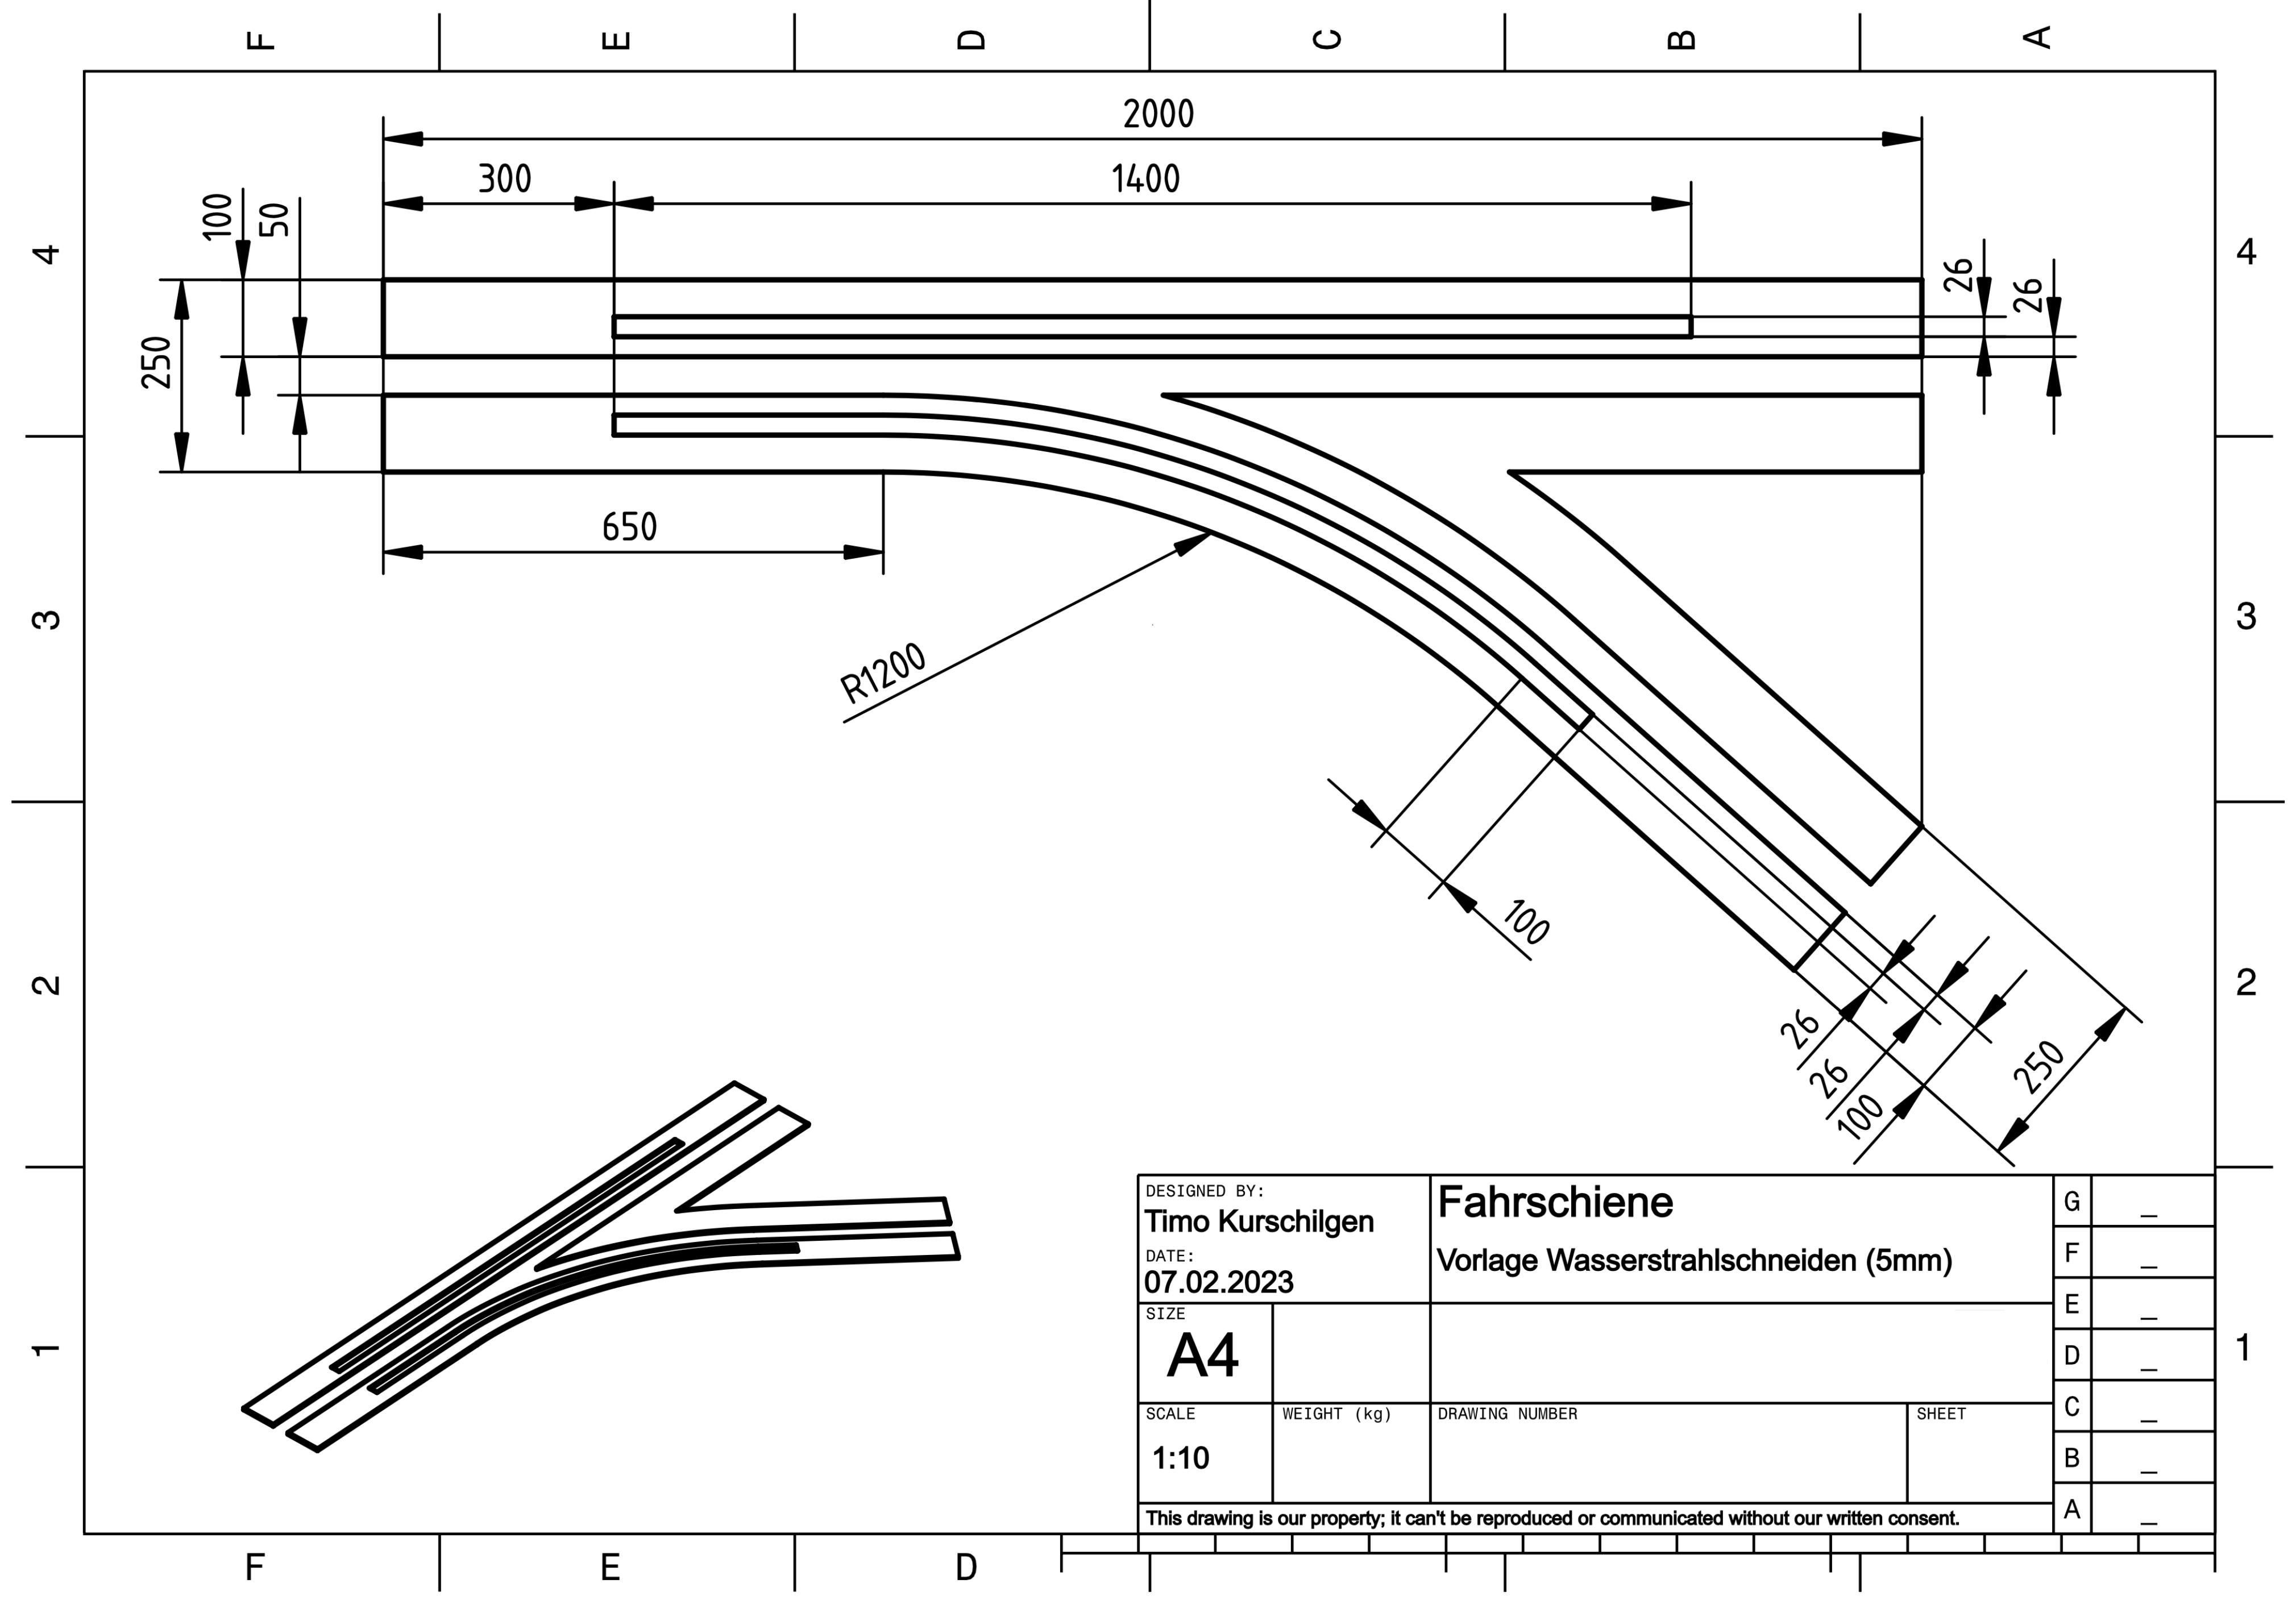 F E D C B A
2000
300 1400
100 50
4 4
26 26
250
650
3 3
R1200
100
2 2
26
26
100
250
DESIGNED BY:
Timo Kurschilgen
DATE:
07.02.2023
Fahrschiene
Vorlage Wasserstrahlschneiden (5mm)
G _
F _
E _
D _
C _
B _
A _
SIZE
A4
1 1
SCALE WEIGHT (kg) DRAWING NUMBER SHEET
1:10
This drawing is our property; it can't be reproduced or communicated without our written consent.
F E D